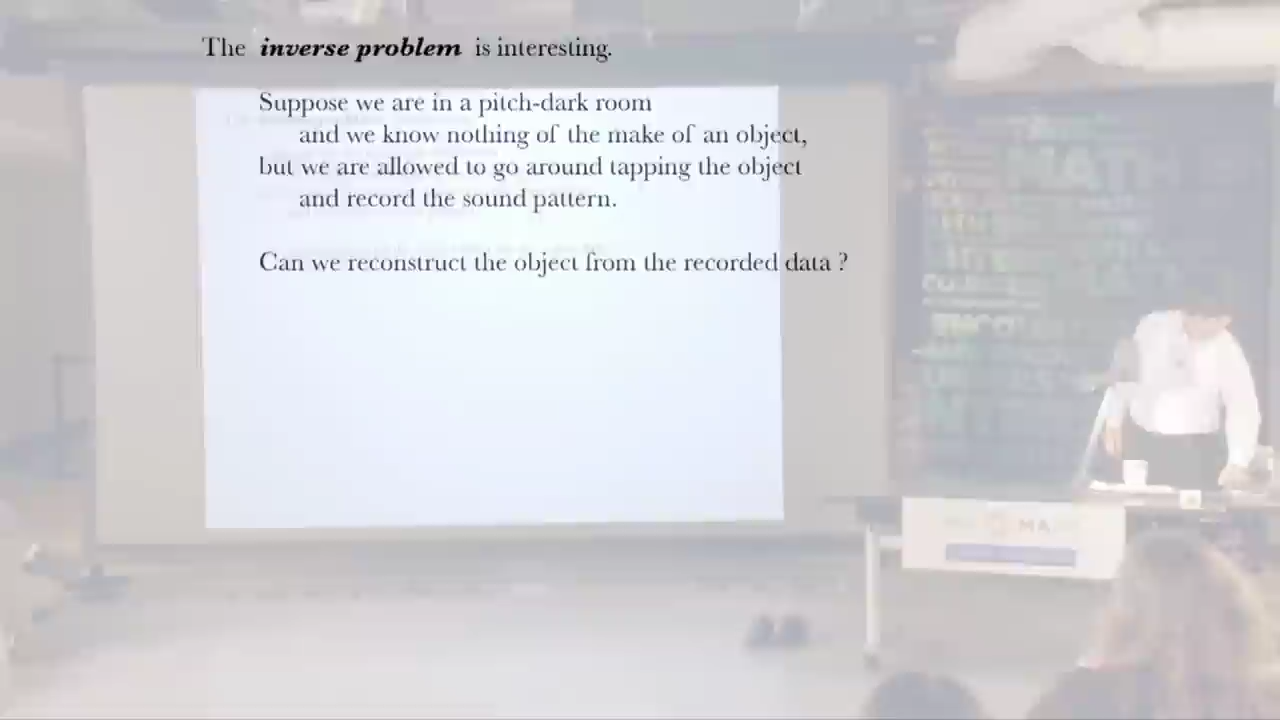 The inverse problem is interesting.
Suppose we are in a pitch-dark room
and we know nothing of the make of an object,
but we are allowed to go around tapping the object
and record the sound pattern.
Can we reconstruct the object from the recorded data ?
MATH